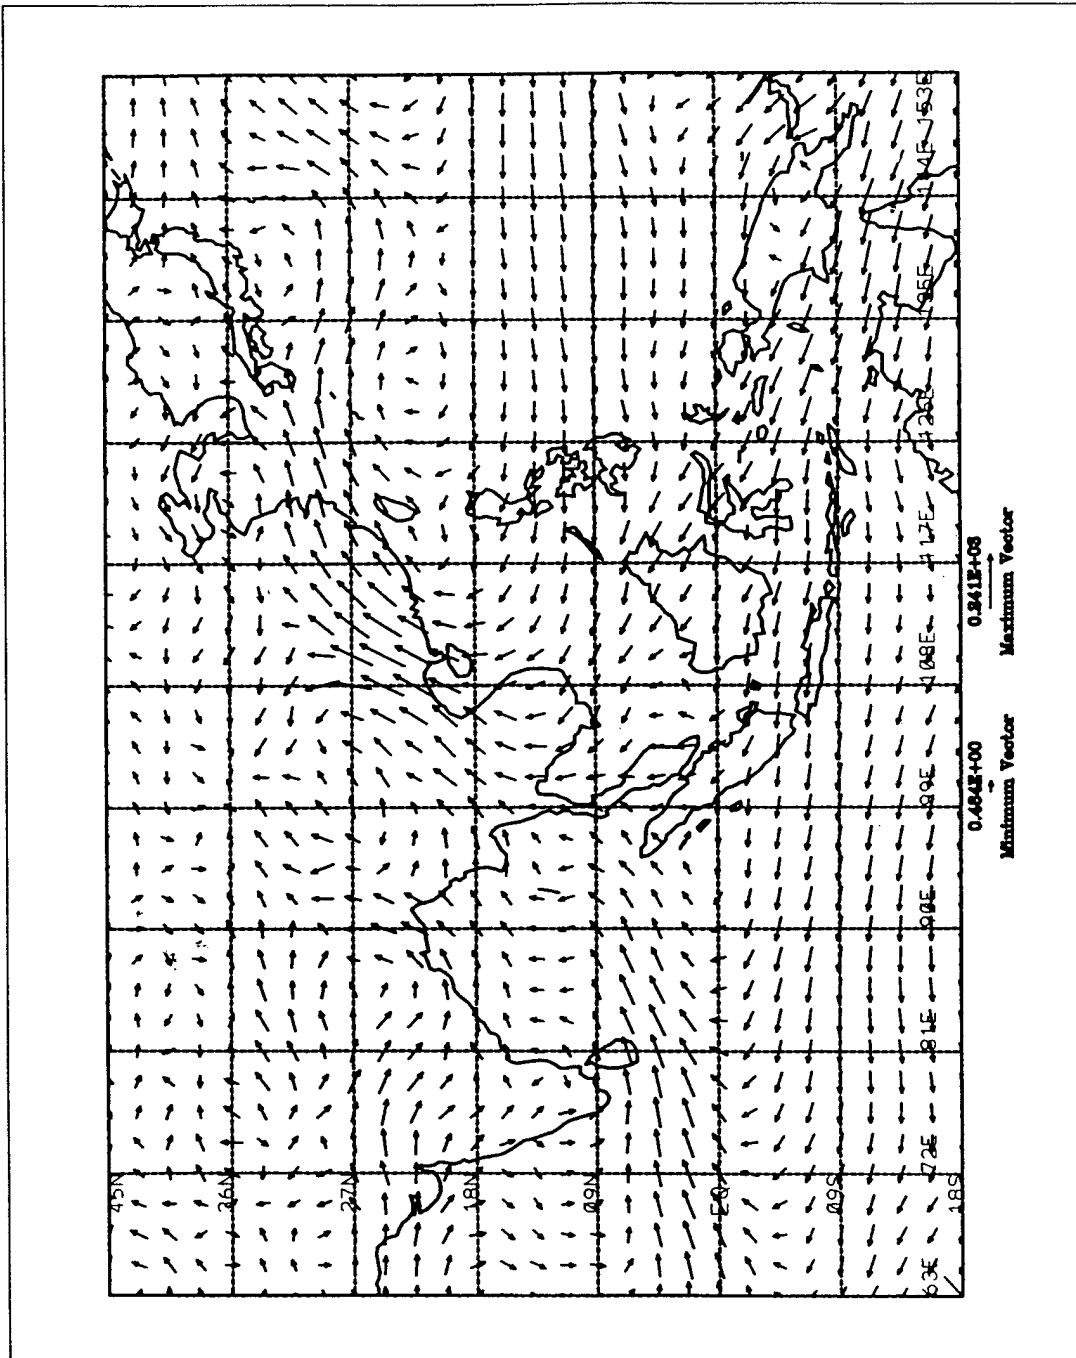 45N
36N
27N
18N
09N
EQ
09S
18S
63E
72E
81E
90E
99E
108E
117E
126E
135E
144E
153E
0.484E+00
Minimum Vector
0.241E+03
Maximum Vector